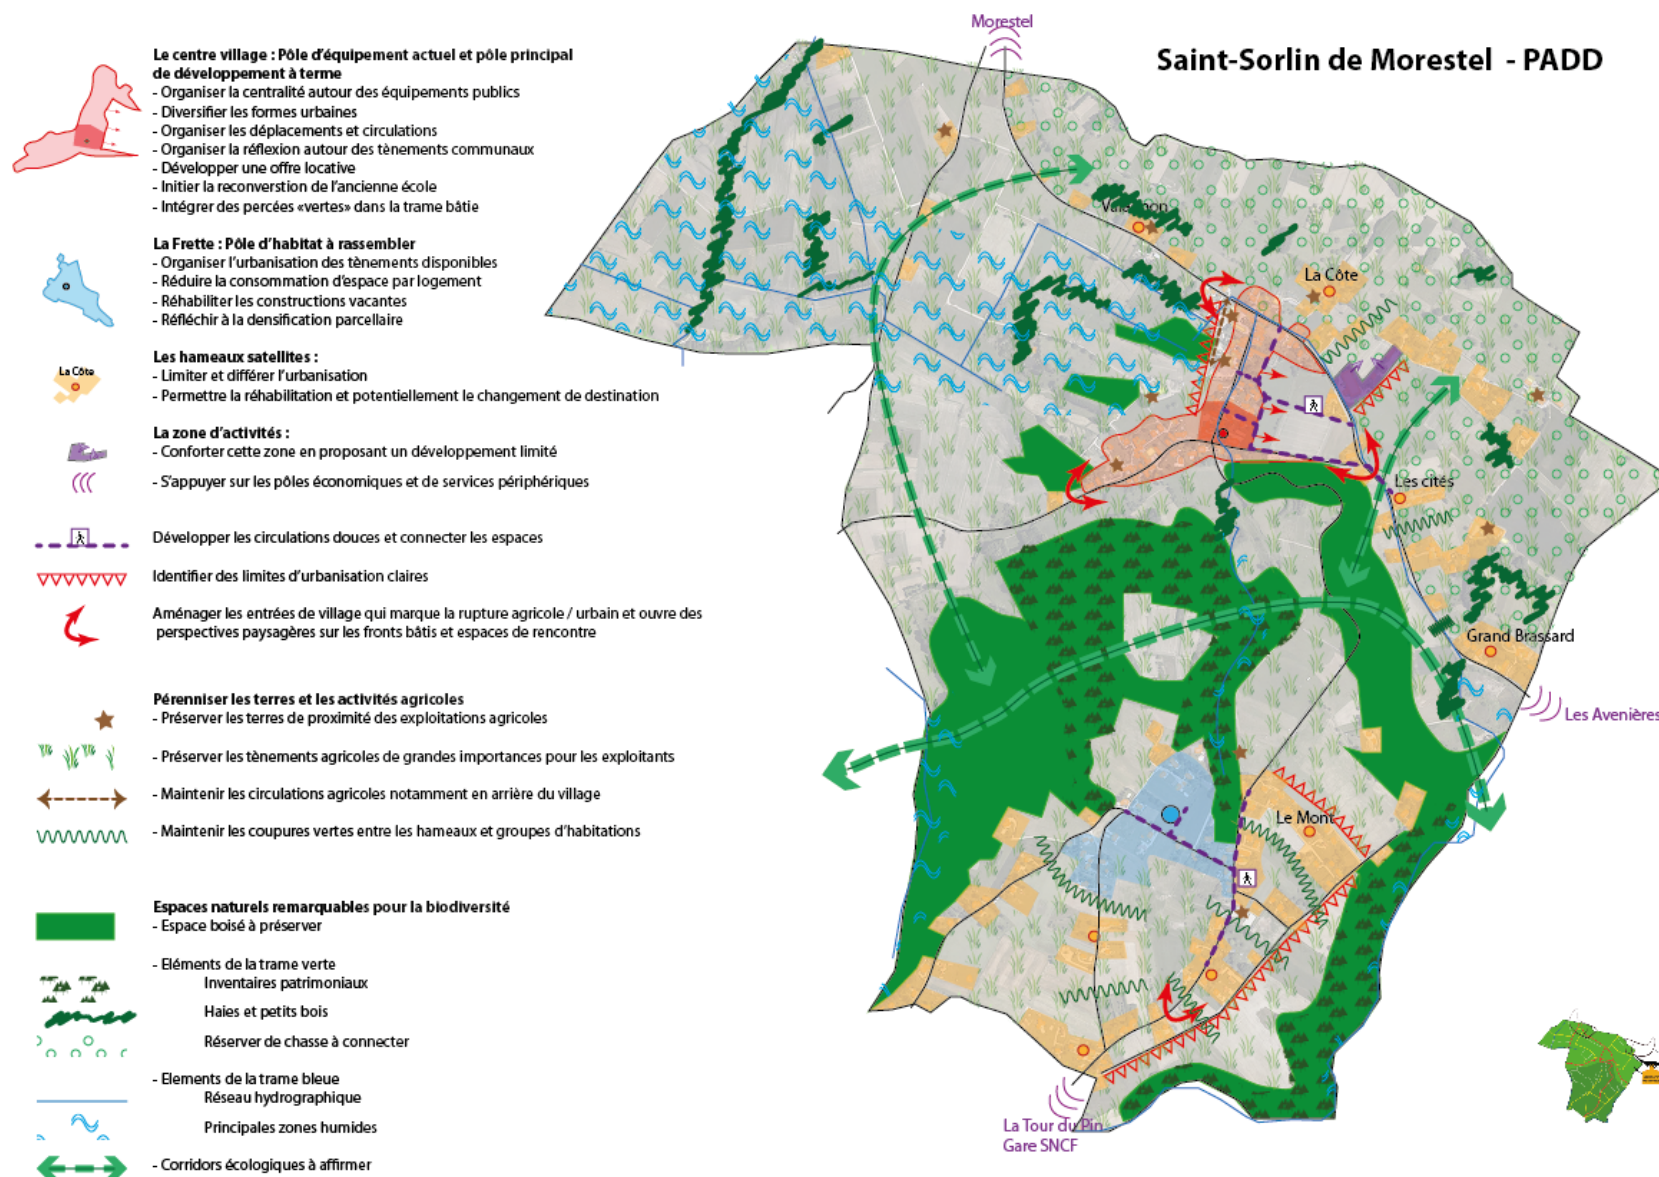 Saint-Sorlin de Morestel - PADD
Le centre village : Pôle d'équipement actuel et pôle principal
de développement à terme
- Organiser la centralité autour des équipements publics
- Diversifier les formes urbaines
- Organiser les déplacements et circulations
- Organiser la réflexion autour des tènements communaux
- Développer une offre locative
- Initier la reconverstion de l'ancienne école
- Intégrer des percées «vertes» dans la trame bâtie
La Frette : Pôle d'habitat à rassembler
- Organiser l'urbanisation des tènements disponibles
- Réduire la consommation d'espace par logement
- Réhabiliter les constructions vacantes
- Réfléchir à la densification parcellaire
Les hameaux satellites :
- Limiter et différer l'urbanisation
- Permettre la réhabilitation et potentiellement le changement de destination
La Côte
La zone d'activités :
- Conforter cette zone en proposant un développement limité
- S'appuyer sur les pôles économiques et de services périphériques
Développer les circulations douces et connecter les espaces
Identifier des limites d'urbanisation claires
Aménager les entrées de village qui marque la rupture agricole / urbain et ouvre des
perspectives paysagères sur les fronts bâtis et espaces de rencontre
Pérenniser les terres et les activités agricoles
- Préserver les terres de proximité des exploitations agricoles
- Préserver les tènements agricoles de grandes importances pour les exploitants
- Maintenir les circulations agricoles notamment en arrière du village
- Maintenir les coupures vertes entre les hameaux et groupes d'habitations
Espaces naturels remarquables pour la biodiversité
- Espace boisé à préserver
- Eléments de la trame verte
Inventaires patrimoniaux
Haies et petits bois
Réserver de chasse à connecter
- Elements de la trame bleue
Réseau hydrographique
Principales zones humides
- Corridors écologiques à affirmer
Morestel
La Côte
Les cités
Grand Brassard
Les Avenières
Le Mont
La Tour du Pin
Gare SNCF